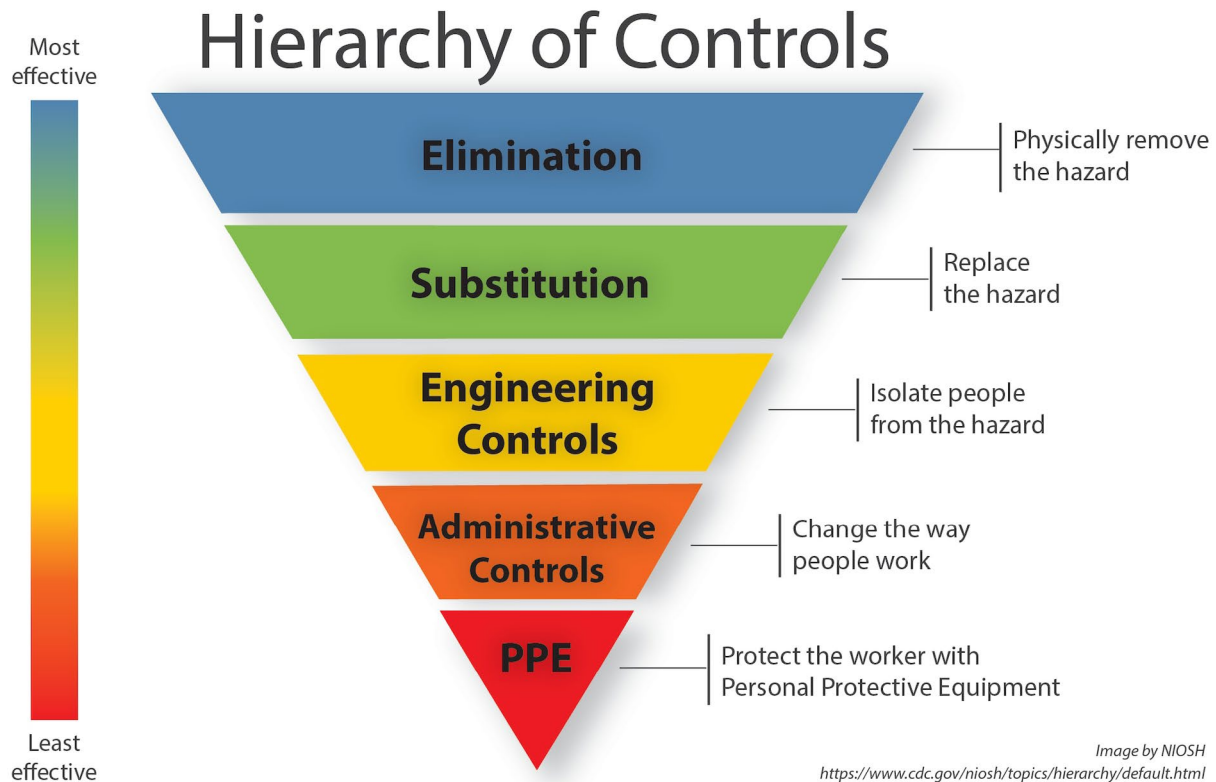 Hierarchy of Controls
Most
effective
Elimination
Physically remove
the hazard
Substitution
Replace
the hazard
Engineering
Controls
Isolate people
from the hazard
Administrative
Controls
Change the way
people work
PPE
Protect the worker with
Personal Protective Equipment
Least
effective
Image by NIOSH
https://www.cdc.gov/niosh/topics/hierarchy/default.html